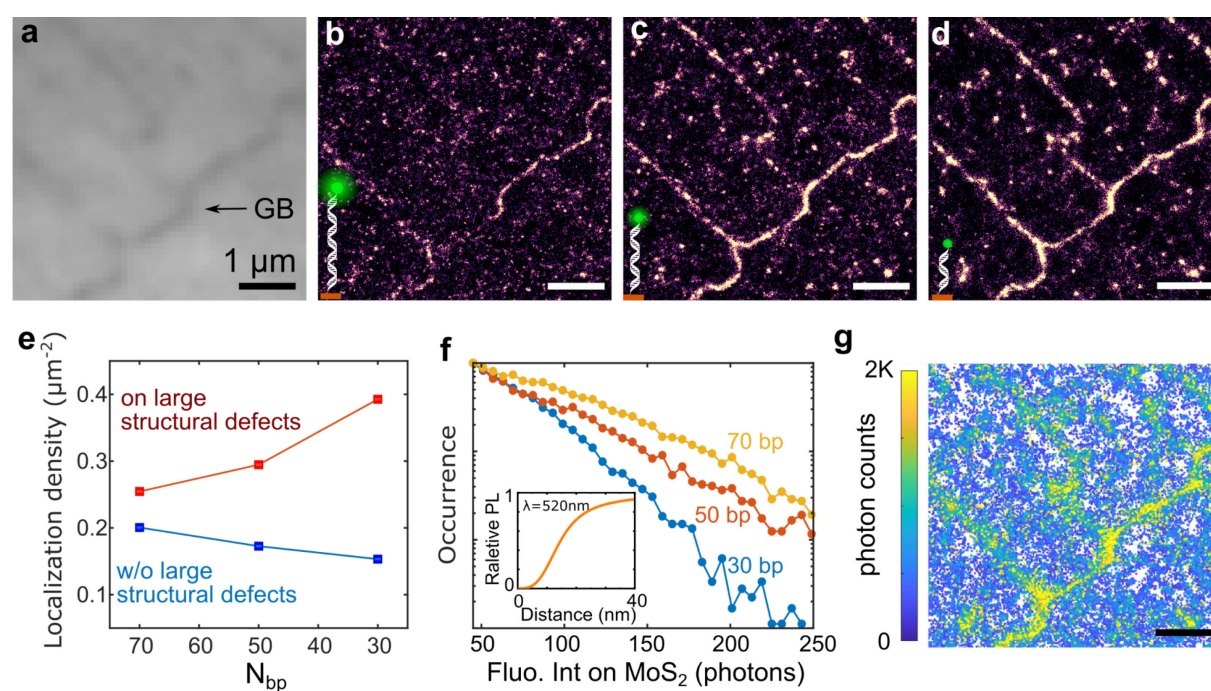 a
GB
1 μm
b
c
d
e
Localization density (μm⁻²)
0.4
0.3
0.2
0.1
on large
structural defects
w/o large
structural defects
70
60
50
40
30
N_bp
f
Occurrence
70 bp
50 bp
30 bp
Raletive PL
1
0
λ=520nm
0
40
Distance (nm)
50
100
150
200
250
Fluo. Int on MoS₂ (photons)
g
2K
photon counts
0